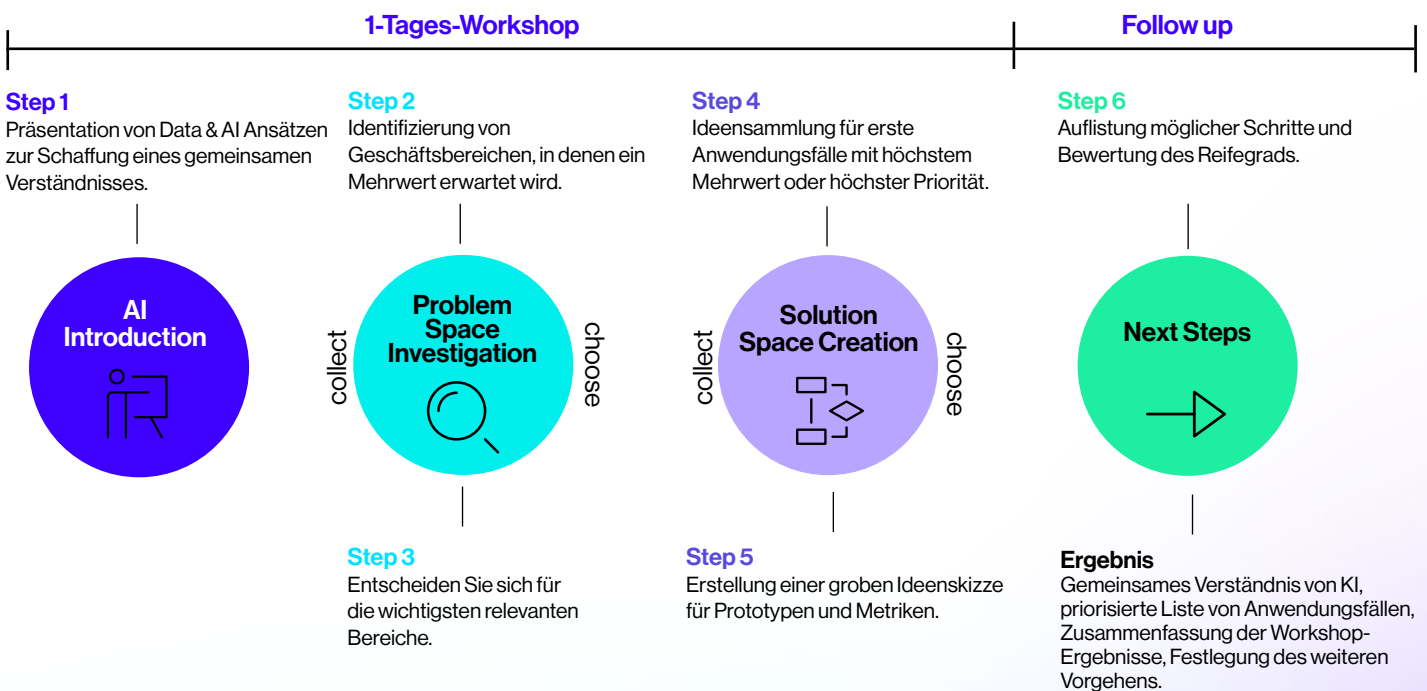 1-Tages-Workshop
Follow up
Step 1
Präsentation von Data & AI Ansätzen
zur Schaffung eines gemeinsamen
Verständnisses.
Step 2
Identifizierung von
Geschäftsbereichen, in denen ein
Mehrwert erwartet wird.
Step 4
Ideensammlung für erste
Anwendungsfälle mit höchstem
Mehrwert oder höchster Priorität.
Step 6
Auflistung möglicher Schritte und
Bewertung des Reifegrads.
AI
Introduction
collect
Problem
Space
Investigation
choose
collect
Solution
Space Creation
choose
Next Steps
Step 3
Entscheiden Sie sich für
die wichtigsten relevanten
Bereiche.
Step 5
Erstellung einer groben Ideenskizze
für Prototypen und Metriken.
Ergebnis
Gemeinsames Verständnis von KI,
priorisierte Liste von Anwendungsfällen,
Zusammenfassung der Workshop-
Ergebnisse, Festlegung des weiteren
Vorgehens.